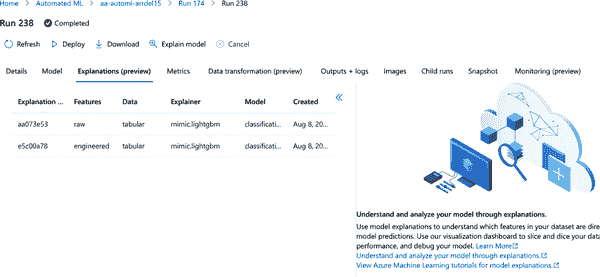 Home > Automated ML > aa-automl-arrdel15 > Run 174 > Run 238
Run 238 Completed
Refresh Deploy Download Explain model Cancel
Details Model Explanations (preview) Metrics Data transformation (preview) Outputs + logs Images Child runs Snapshot Monitoring (preview)
Explanation ... Features Data Explainer Model Created
aa073e53 raw tabular mimic.lightgbm classificati... Aug 8, 20...
e5c00a78 engineered tabular mimic.lightgbm classificati... Aug 8, 20...
Understand and analyze your model through explanations.
Use model explanations to understand which features in your dataset are dire
model predictions. Use our visualization dashboard to slice and dice your data
performance, and debug your model. Learn More
Understand and analyze your model through explanations.
View Azure Machine Learning tutorials for model explanations.